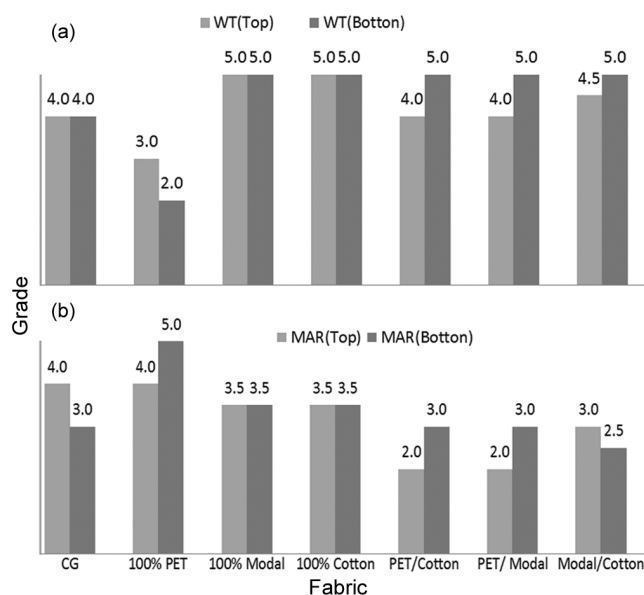 (a)
WT(Top) WT(Botton)
5.0 5.0 5.0 5.0 5.0 5.0 5.0
4.5
4.0 4.0 4.0 4.0
3.0
2.0
Grade
(b)
MAR(Top) MAR(Botton)
5.0
4.0 4.0
3.5 3.5 3.5 3.5
3.0 3.0 3.0 3.0
2.5
2.0 2.0
CG 100% PET 100% Modal 100% Cotton PET/Cotton PET/ Modal Modal/Cotton
Fabric